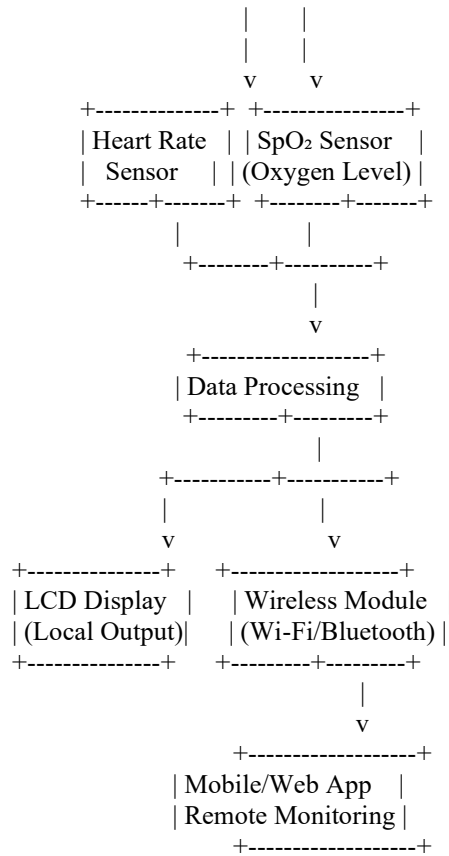 |      |
|      |
v      v
+--------------+ +----------------+
| Heart Rate | | SpO₂ Sensor |
| Sensor | | (Oxygen Level) |
+------+-------+ +--------+-------+
|      |
+--------+----------+
|
v
+-------------------+
| Data Processing |
+---------+---------+
|
+-----------+-----------+
|      |
v      v
+---------------+ +------------------+
| LCD Display | | Wireless Module |
| (Local Output)| | (Wi-Fi/Bluetooth) |
+---------------+ +---------+---------+
|
v
+-------------------+
| Mobile/Web App |
| Remote Monitoring |
+-------------------+